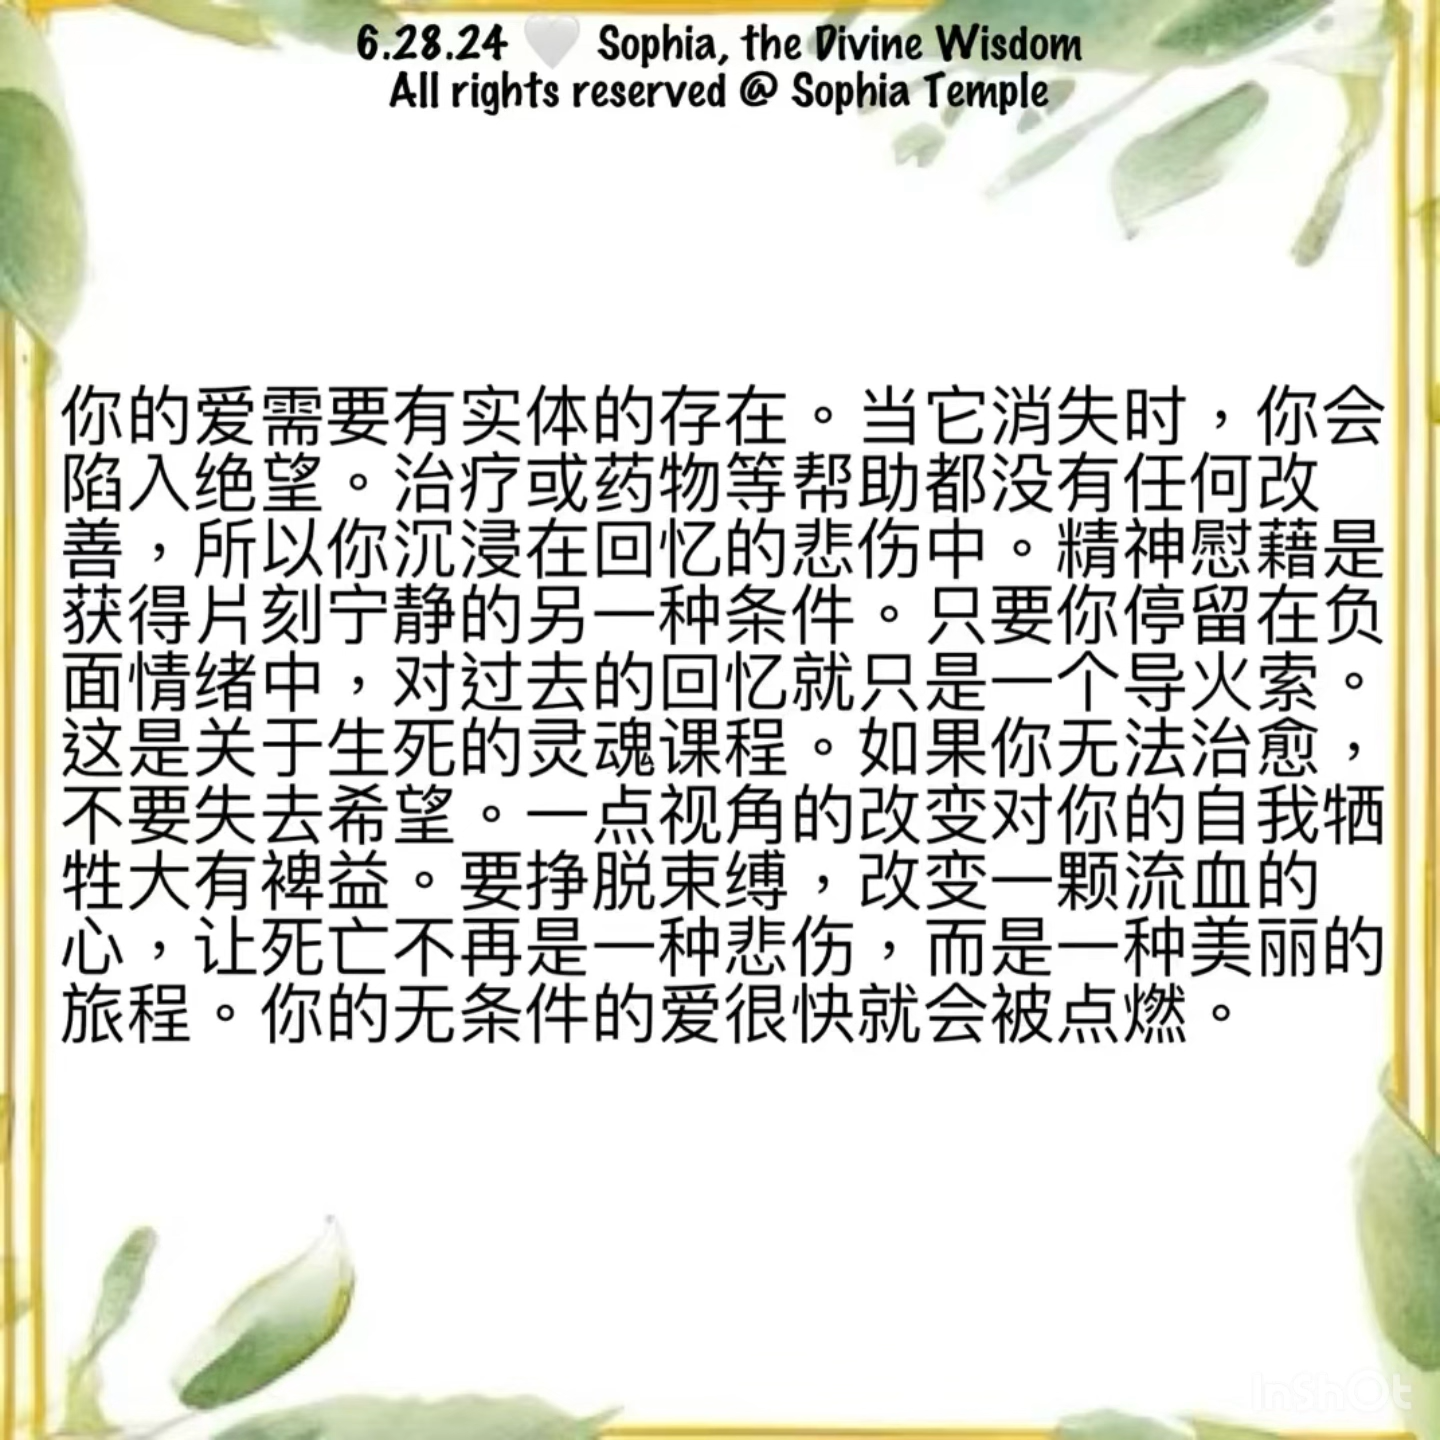 6.28.24 🤍 Sophia, the Divine Wisdom
All rights reserved @ Sophia Temple
你的爱需要有实体的存在。当它消失时，你会
陷入绝望。治疗或药物等帮助都没有任何改
善，所以你沉浸在回忆的悲伤中。精神慰藉是
获得片刻宁静的另一种条件。只要你停留在负
面情绪中，对过去的回忆就只是一个导火索。
这是关于生死的灵魂课程。如果你无法治愈，
不要失去希望。一点视角的改变对你的自我牺
牲大有裨益。要挣脱束缚，改变一颗流血的
心，让死亡不再是一种悲伤，而是一种美丽的
旅程。你的无条件的爱很快就会被点燃。
InShOt